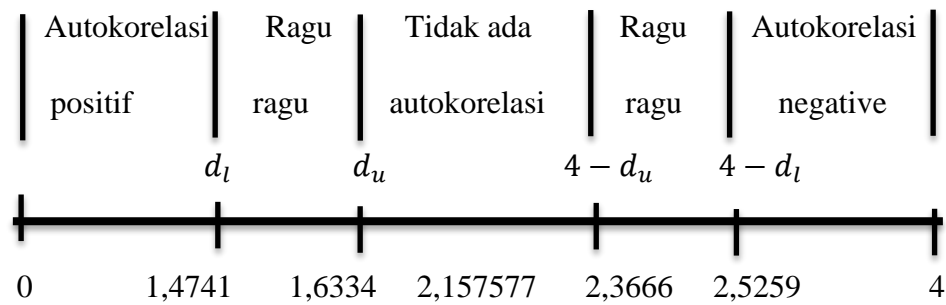 Autokorelasi Ragu Tidak ada Ragu Autokorelasi
positif ragu autokorelasi ragu negative
d_l d_u 4 − d_u 4 − d_l
0 1,4741 1,6334 2,157577 2,3666 2,5259 4